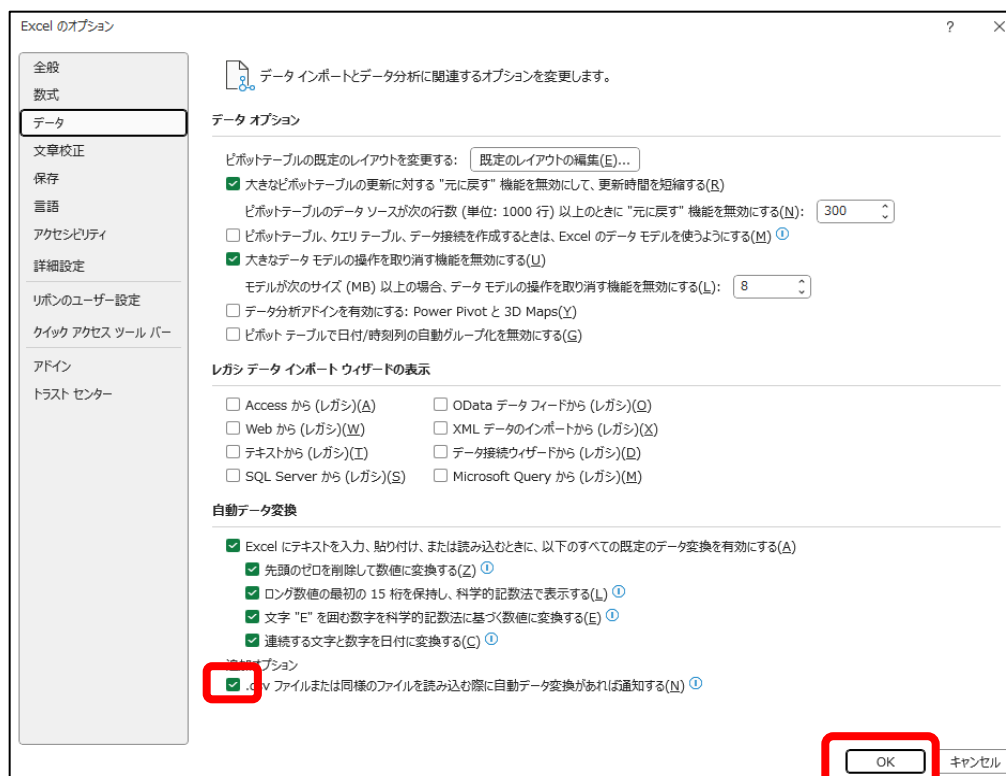 Excel のオプション
?
全般
数式
データ
文章校正
保存
言語
アクセシビリティ
詳細設定
リボンのユーザー設定
クイック アクセス ツール バー
アドイン
トラスト センター
データ インポートとデータ分析に関連するオプションを変更します。
データ オプション
ピボットテーブルの既定のレイアウトを変更する: 既定のレイアウトの編集(E)...
大きなピボットテーブルの更新に対する "元に戻す" 機能を無効にして、更新時間を短縮する(R)
ピボットテーブルのデータ ソースが次の行数 (単位: 1000 行) 以上のときに "元に戻す" 機能を無効にする(N): 300
ピボットテーブル、クエリ テーブル、データ接続を作成するときは、Excel のデータ モデルを使うようにする(M)
大きなデータ モデルの操作を取り消す機能を無効にする(U)
モデルが次のサイズ (MB) 以上の場合、データ モデルの操作を取り消す機能を無効にする(L): 8
データ分析アドインを有効にする: Power Pivot と 3D Maps(Y)
ピボット テーブルで日付/時刻列の自動グループ化を無効にする(G)
レガシ データ インポート ウィザードの表示
Access から (レガシ)(A) OData データ フィードから (レガシ)(O)
Web から (レガシ)(W) XML データのインポートから (レガシ)(X)
テキストから (レガシ)(T) データ接続ウィザードから (レガシ)(D)
SQL Server から (レガシ)(S) Microsoft Query から (レガシ)(M)
自動データ変換
Excel にテキストを入力、貼り付け、または読み込むときに、以下のすべての既定のデータ変換を有効にする(A)
先頭のゼロを削除して数値に変換する(Z)
ロング数値の最初の 15 桁を保持し、科学的記数法で表示する(L)
文字 "E" を囲む数字を科学的記数法に基づく数値に変換する(E)
連続する文字と数字を日付に変換する(C)
追加オプション
.csv ファイルまたは同様のファイルを読み込む際に自動データ変換があれば通知する(N)
OK キャンセル